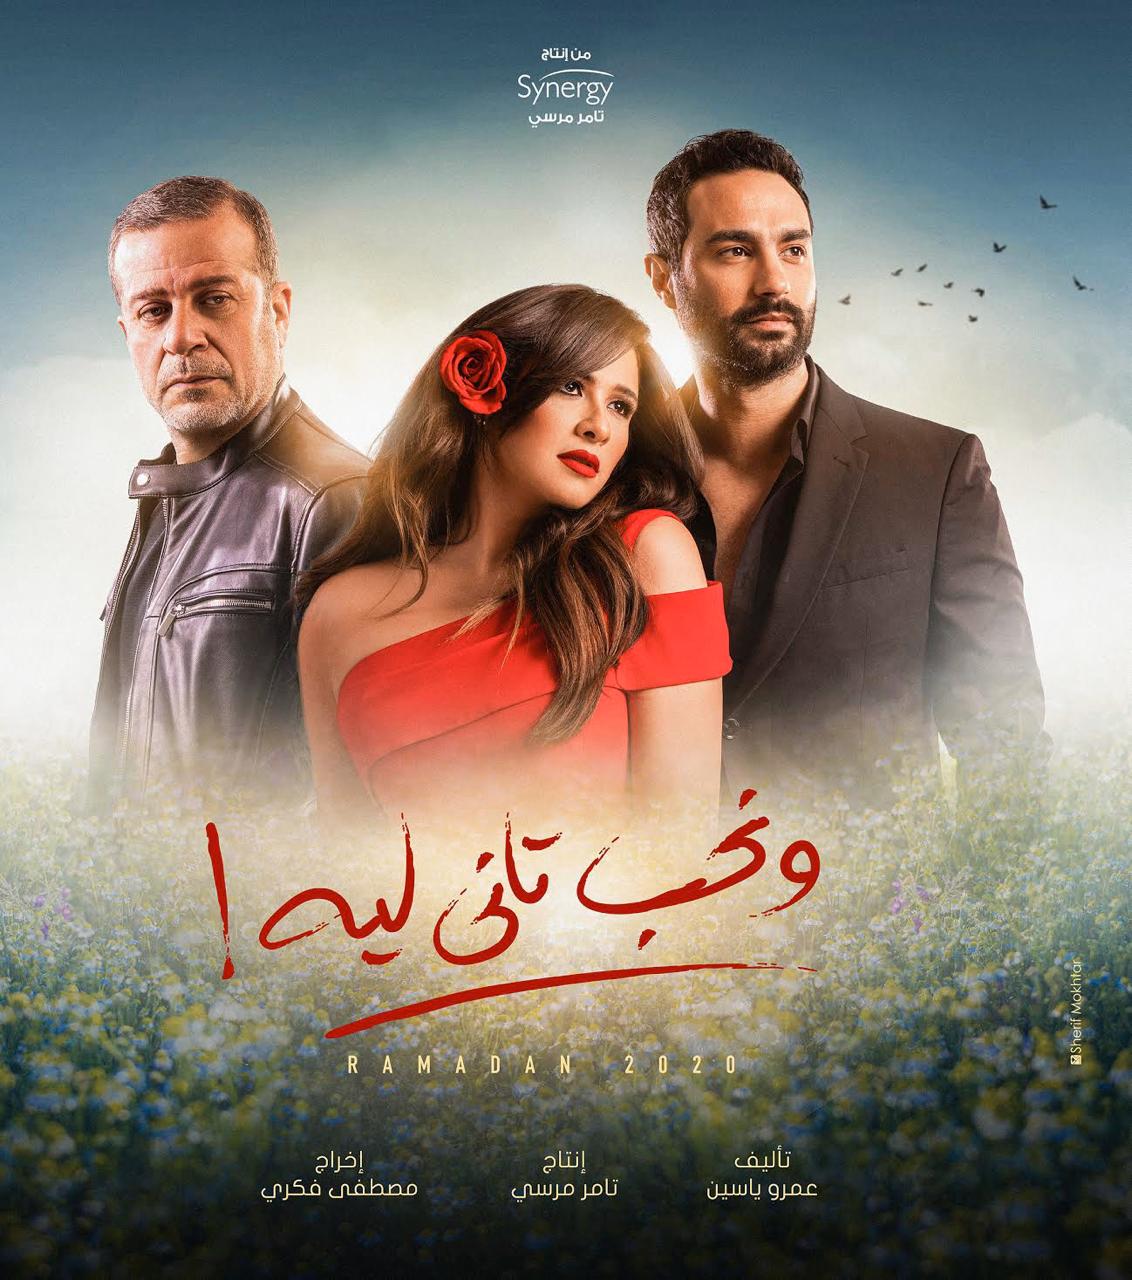 من إنتاج
Synergy
تامر مرسي
ونحب تانى ليه !
RAMADAN 2020
Sherif Mokhtar
تأليف
عمرو ياسين
إنتاج
تامر مرسي
إخراج
مصطفى فكري